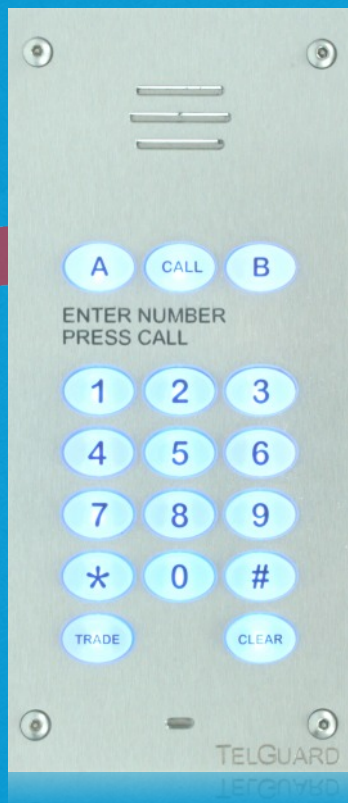 A CALL B
ENTER NUMBER
PRESS CALL
1 2 3
4 5 6
7 8 9
* 0 #
TRADE CLEAR
TELGUARD